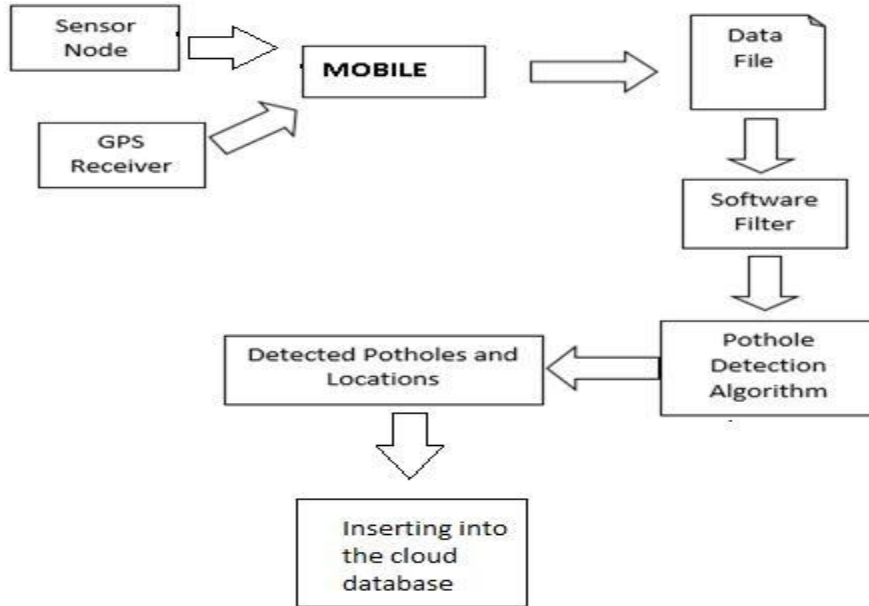 Sensor
Node
MOBILE
Data
File
GPS
Receiver
Software
Filter
Pothole
Detection
Algorithm
Detected Potholes and
Locations
Inserting into
the cloud
database